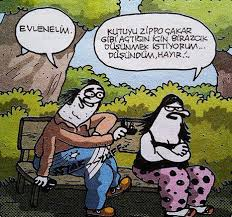 EVLENELİM.
KUTUYU ZİPPO ÇAKAR
GİBİ AÇTIĞIN İÇİN BİRAZCIK
DÜŞÜNMEK İSTİYORUM...
DÜŞÜNDÜM, HAYIR!..